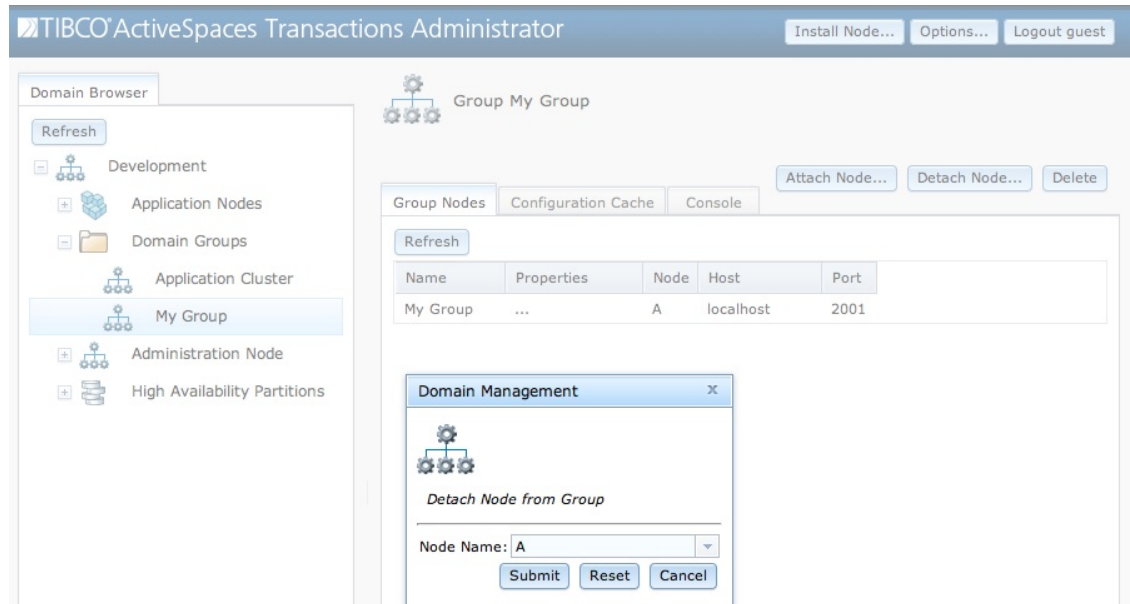 TIBCO® ActiveSpaces Transactions Administrator
Install Node... Options... Logout guest
Domain Browser
Refresh
Development
Application Nodes
Domain Groups
Application Cluster
My Group
Administration Node
High Availability Partitions
Group My Group
Attach Node... Detach Node... Delete
Group Nodes Configuration Cache Console
Refresh
Name Properties Node Host Port
My Group ... A localhost 2001
Domain Management x
Detach Node from Group
Node Name: A
Submit Reset Cancel